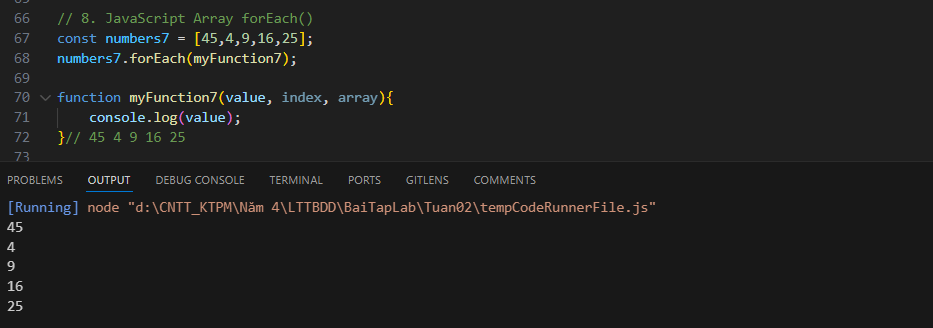 66 // 8. JavaScript Array forEach()
67 const numbers7 = [45,4,9,16,25];
68 numbers7.forEach(myFunction7);
69
70 function myFunction7(value, index, array){
71     console.log(value);
72 }// 45 4 9 16 25
73
PROBLEMS OUTPUT DEBUG CONSOLE TERMINAL PORTS GITLENS COMMENTS
[Running] node "d:\CNTT_KTPM\Năm 4\LTTBDD\BaiTapLab\Tuan02\tempCodeRunnerFile.js"
45
4
9
16
25